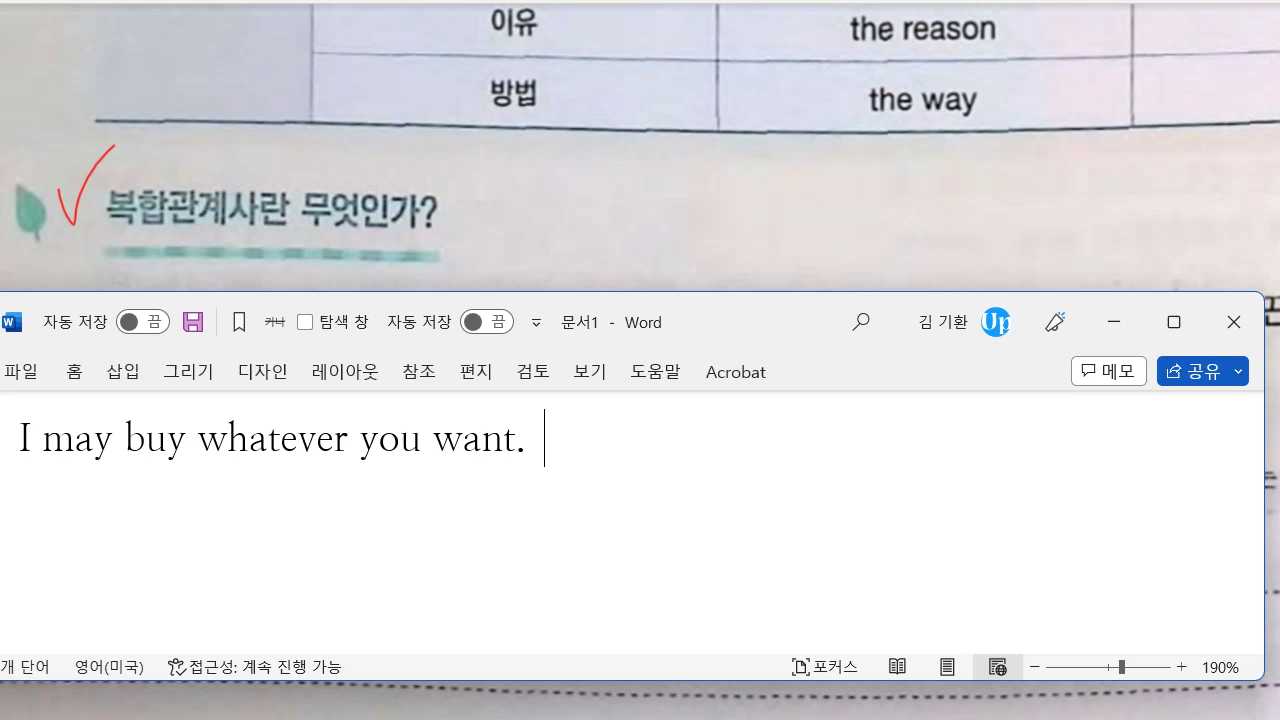 이유 the reason
방법 the way
복합관계사란 무엇인가?
자동 저장 끔 가나 탐색 창 자동 저장 끔 문서1 - Word 김 기환 Up
파일 홈 삽입 그리기 디자인 레이아웃 참조 편지 검토 보기 도움말 Acrobat 메모 공유
I may buy whatever you want.
개 단어 영어(미국) 접근성: 계속 진행 가능 포커스 190%